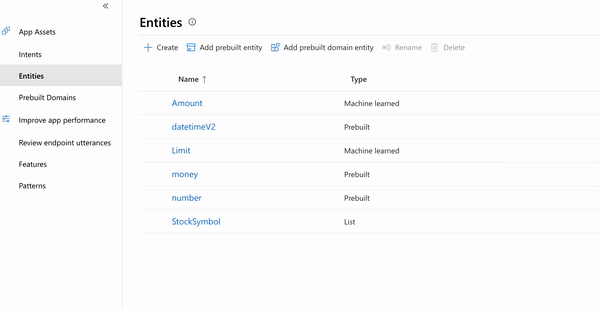 «
App Assets
Intents
Entities
Prebuilt Domains
Improve app performance
Review endpoint utterances
Features
Patterns
Entities
Create Add prebuilt entity Add prebuilt domain entity Rename Delete
Name ↑ Type
Amount Machine learned
datetimeV2 Prebuilt
Limit Machine learned
money Prebuilt
number Prebuilt
StockSymbol List